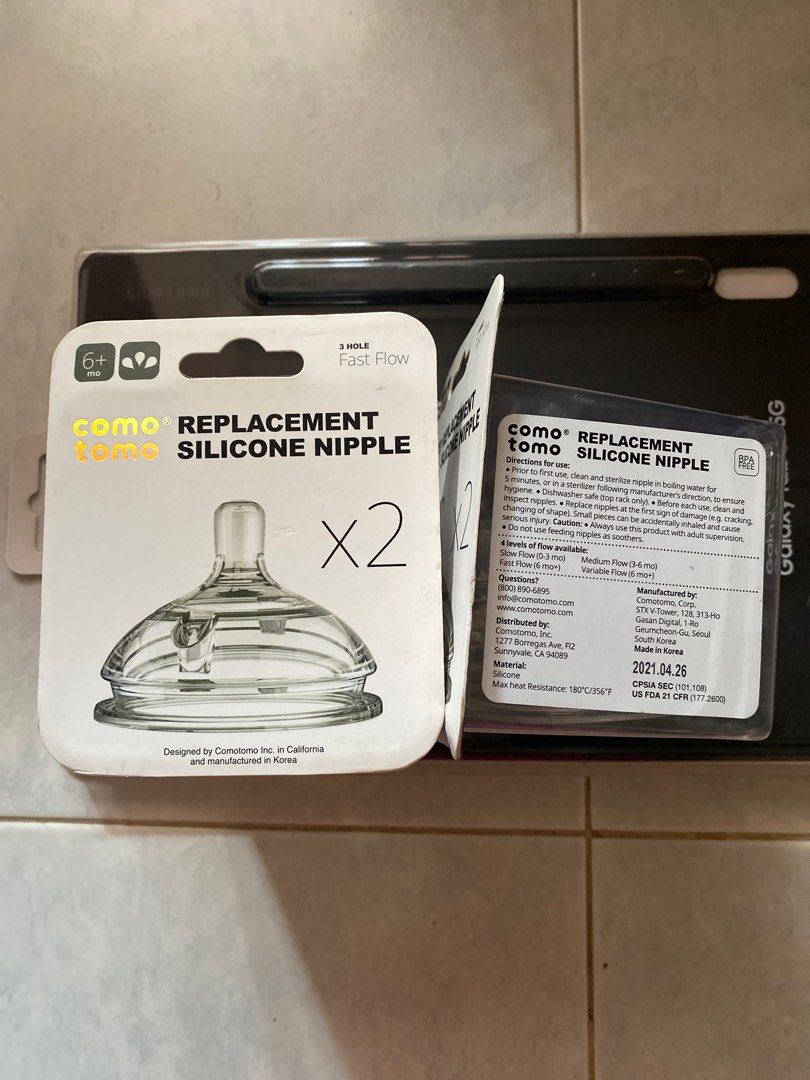 6+
mo
3 HOLE
Fast Flow
como®
tomo
REPLACEMENT
SILICONE NIPPLE
x2
Designed by Comotomo Inc. in California
and manufactured in Korea
SAMSUNG
SILICONE NIPPLE
x2
como®
tomo
REPLACEMENT
SILICONE NIPPLE
BPA
FREE
Directions for use:
• Prior to first use, clean and sterilize nipple in boiling water for
5 minutes, or in a sterilizer following manufacturer's direction, to ensure
hygiene. • Dishwasher safe (top rack only). • Before each use, clean and
inspect nipples. • Replace nipples at the first sign of damage (e.g. cracking,
changing of shape). Small pieces can be accidentally inhaled and cause
serious injury. Caution: • Always use this product with adult supervision.
• Do not use feeding nipples as soothers.
4 levels of flow available:
Slow Flow (0-3 mo) Medium Flow (3-6 mo)
Fast Flow (6 mo+) Variable Flow (6 mo+)
Questions?
(800) 890-6895
info@comotomo.com
www.comotomo.com
Distributed by:
Comotomo, Inc.
1277 Borregas Ave, Fl2
Sunnyvale, CA 94089
Material:
Silicone
Max heat Resistance: 180°C/356°F
Manufactured by:
Comotomo, Corp.
STX V-Tower, 128, 313-Ho
Gasan Digital, 1-Ro
Geumcheon-Gu, Seoul
South Korea
Made in Korea
2021.04.26
CPSIA SEC (101,108)
US FDA 21 CFR (177.2600)
Galaxy
5G